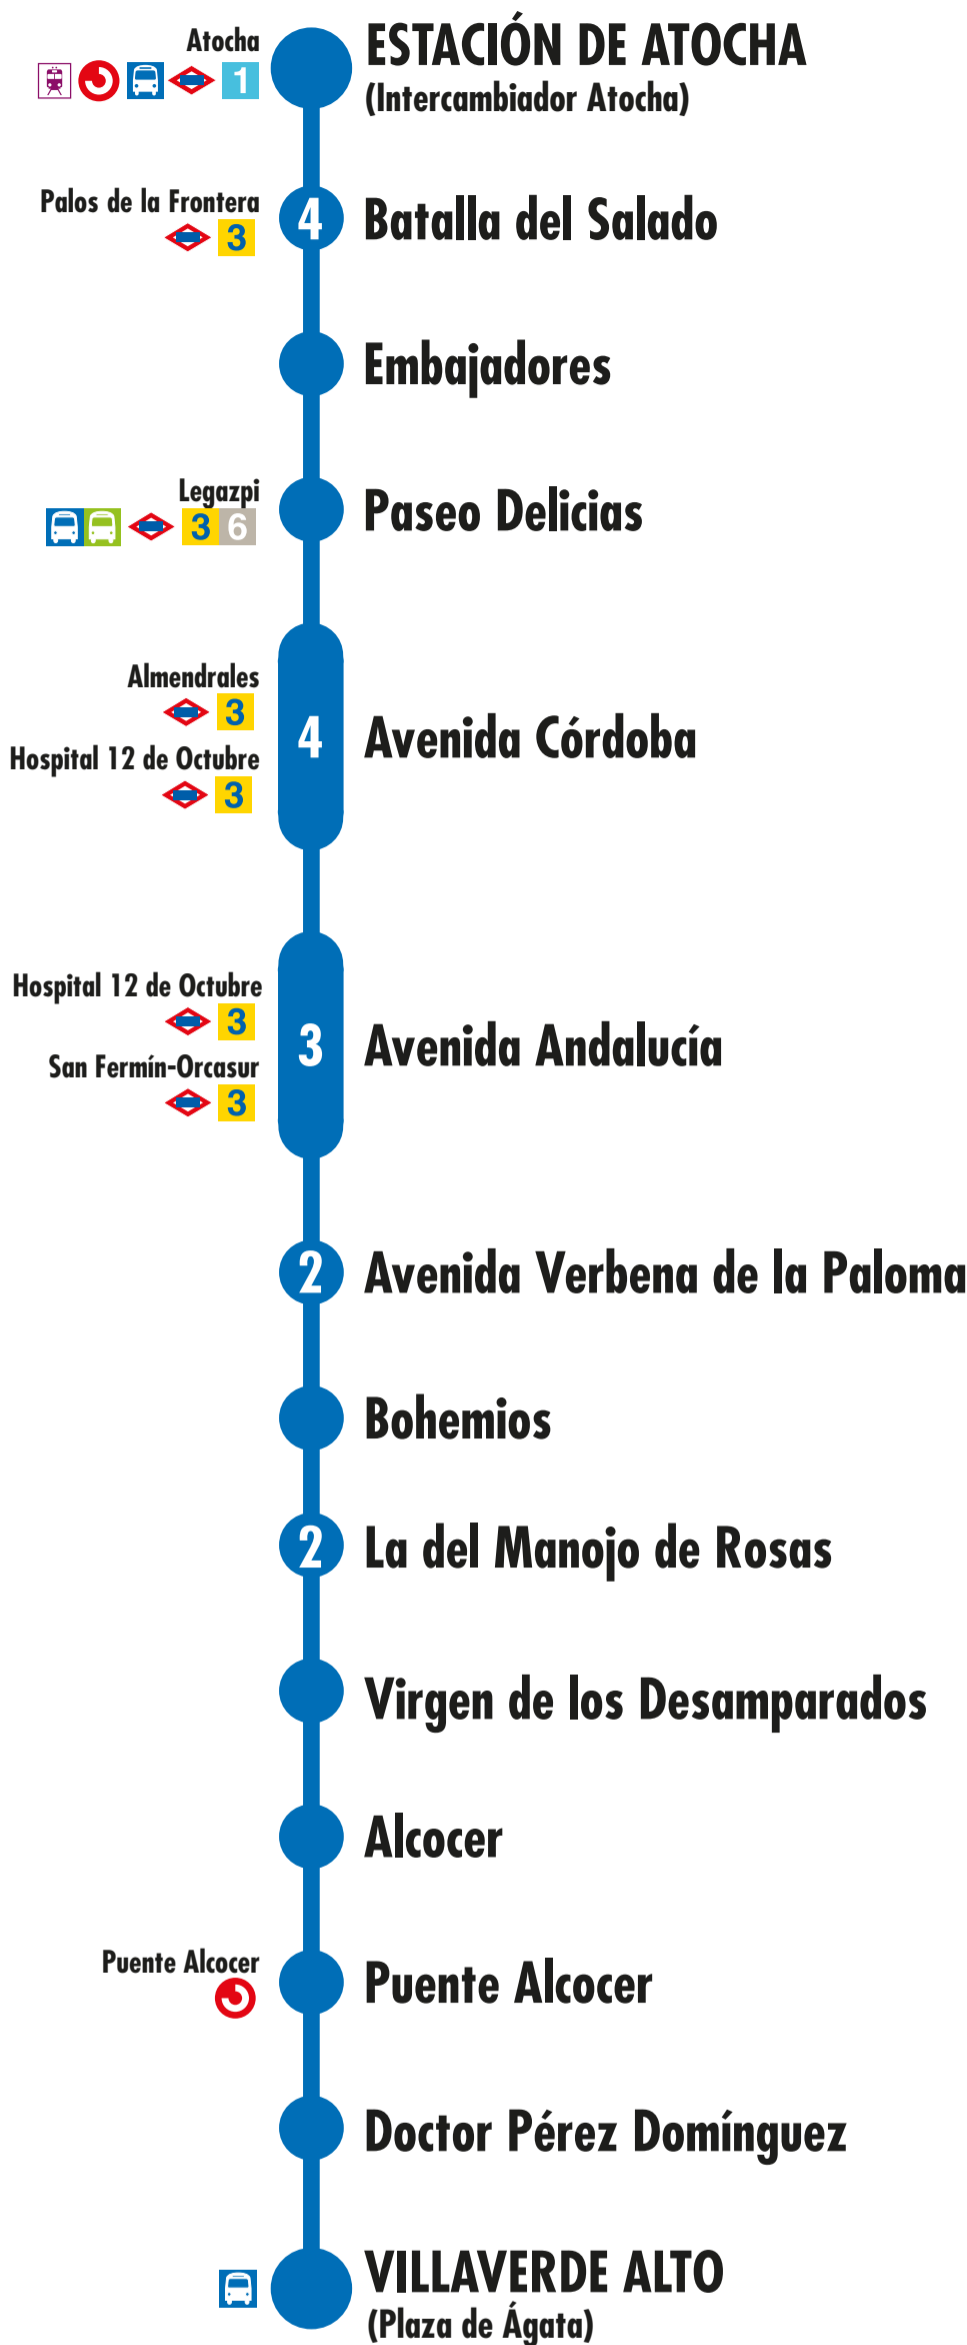 Atocha
1
ESTACIÓN DE ATOCHA
(Intercambiador Atocha)
Palos de la Frontera
3
4
Batalla del Salado
Embajadores
Legazpi
3 6
Paseo Delicias
Almendrales
3
Hospital 12 de Octubre
3
4
Avenida Córdoba
Hospital 12 de Octubre
3
San Fermín-Orcasur
3
3
Avenida Andalucía
2
Avenida Verbena de la Paloma
Bohemios
2
La del Manojo de Rosas
Virgen de los Desamparados
Alcocer
Puente Alcocer
Puente Alcocer
Doctor Pérez Domínguez
VILLAVERDE ALTO
(Plaza de Ágata)